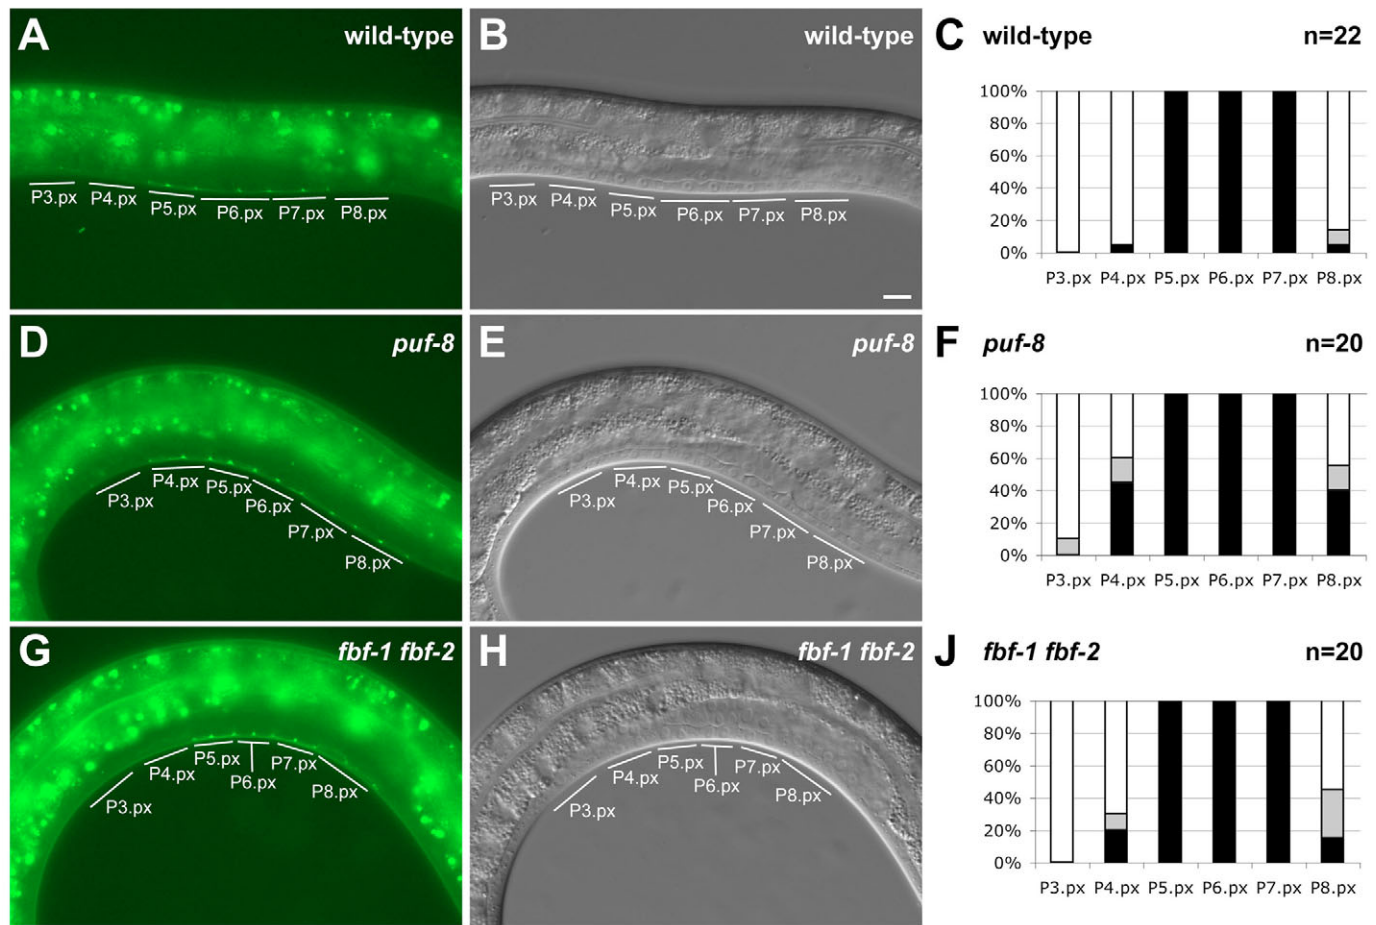 A wild-type
P3.px P4.px P5.px P6.px P7.px P8.px
B wild-type
P3.px P4.px P5.px P6.px P7.px P8.px
C wild-type n=22
100%
80%
60%
40%
20%
0%
P3.px P4.px P5.px P6.px P7.px P8.px
D puf-8
P3.px P4.px P5.px P6.px P7.px P8.px
E puf-8
P3.px P4.px P5.px P6.px P7.px P8.px
F puf-8 n=20
100%
80%
60%
40%
20%
0%
P3.px P4.px P5.px P6.px P7.px P8.px
G fbf-1 fbf-2
P3.px P4.px P5.px P6.px P7.px P8.px
H fbf-1 fbf-2
P3.px P4.px P5.px P6.px P7.px P8.px
J fbf-1 fbf-2 n=20
100%
80%
60%
40%
20%
0%
P3.px P4.px P5.px P6.px P7.px P8.px